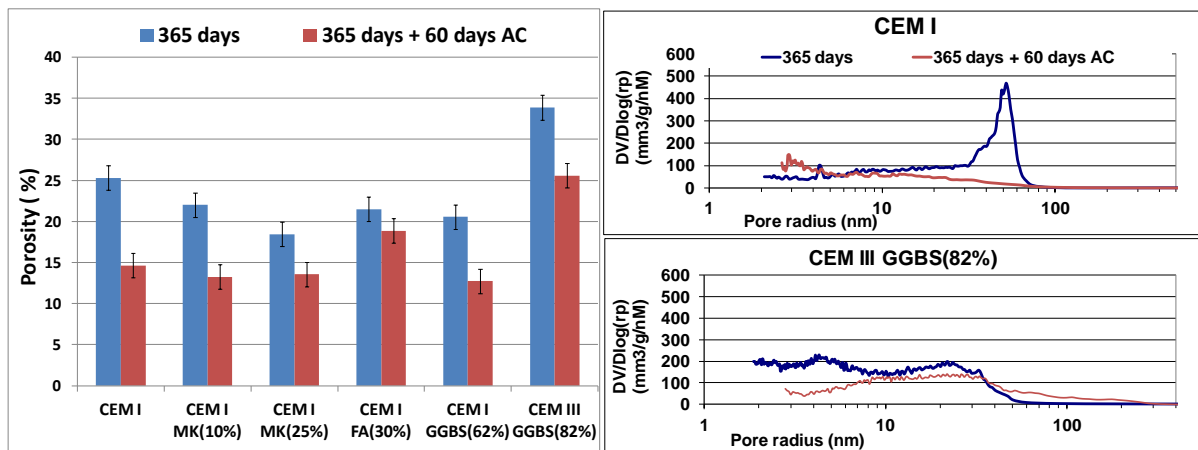 365 days 365 days + 60 days AC
Porosity ( %)
40
35
30
25
20
15
10
5
0
CEM I CEM I CEM I CEM I CEM I CEM III
MK(10%) MK(25%) FA(30%) GGBS(62%) GGBS(82%)
CEM I
365 days 365 days + 60 days AC
DV/Dlog(rp)
(mm3/g/nM)
600
500
400
300
200
100
0
1 10 100
Pore radius (nm)
CEM III GGBS(82%)
DV/Dlog(rp)
(mm3/g/nM)
600
500
400
300
200
100
0
1 10 100
Pore radius (nm)